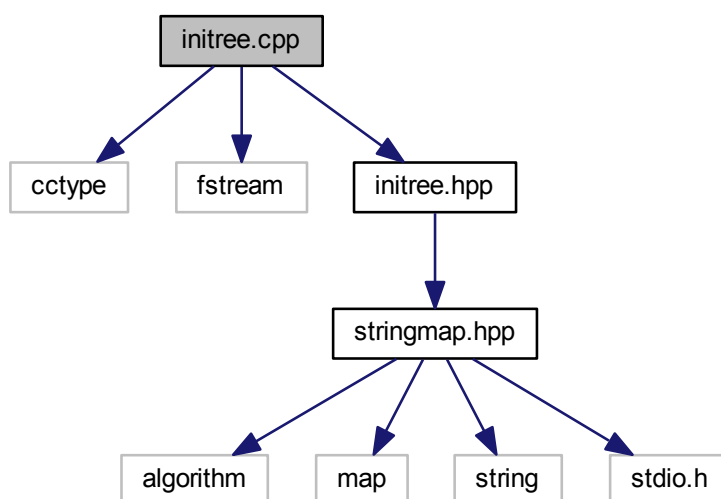 initree.cpp
cctype
fstream
initree.hpp
stringmap.hpp
algorithm
map
string
stdio.h